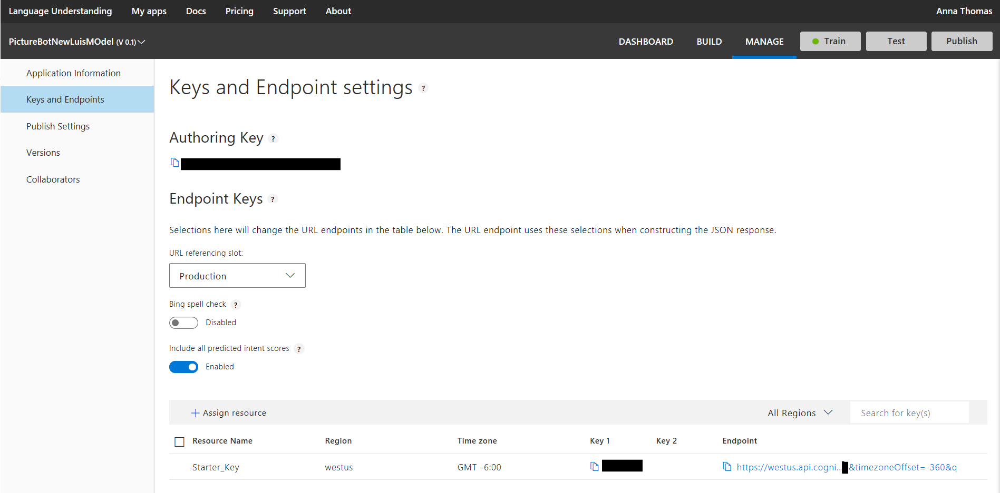 Language Understanding My apps Docs Pricing Support About Anna Thomas
PictureBotNewLuisMOdel (V 0.1) DASHBOARD BUILD MANAGE Train Test Publish
Application Information
Keys and Endpoints
Publish Settings
Versions
Collaborators
Keys and Endpoint settings ?
Authoring Key ?
Endpoint Keys ?
Selections here will change the URL endpoints in the table below. The URL endpoint uses these selections when constructing the JSON response.
URL referencing slot:
Production
Bing spell check ?
Disabled
Include all predicted intent scores ?
Enabled
+ Assign resource All Regions Search for key(s)
Resource Name Region Time zone Key 1 Key 2 Endpoint
Starter_Key westus GMT -6:00 https://westus.api.cogni.. &timezoneOffset=-360&q